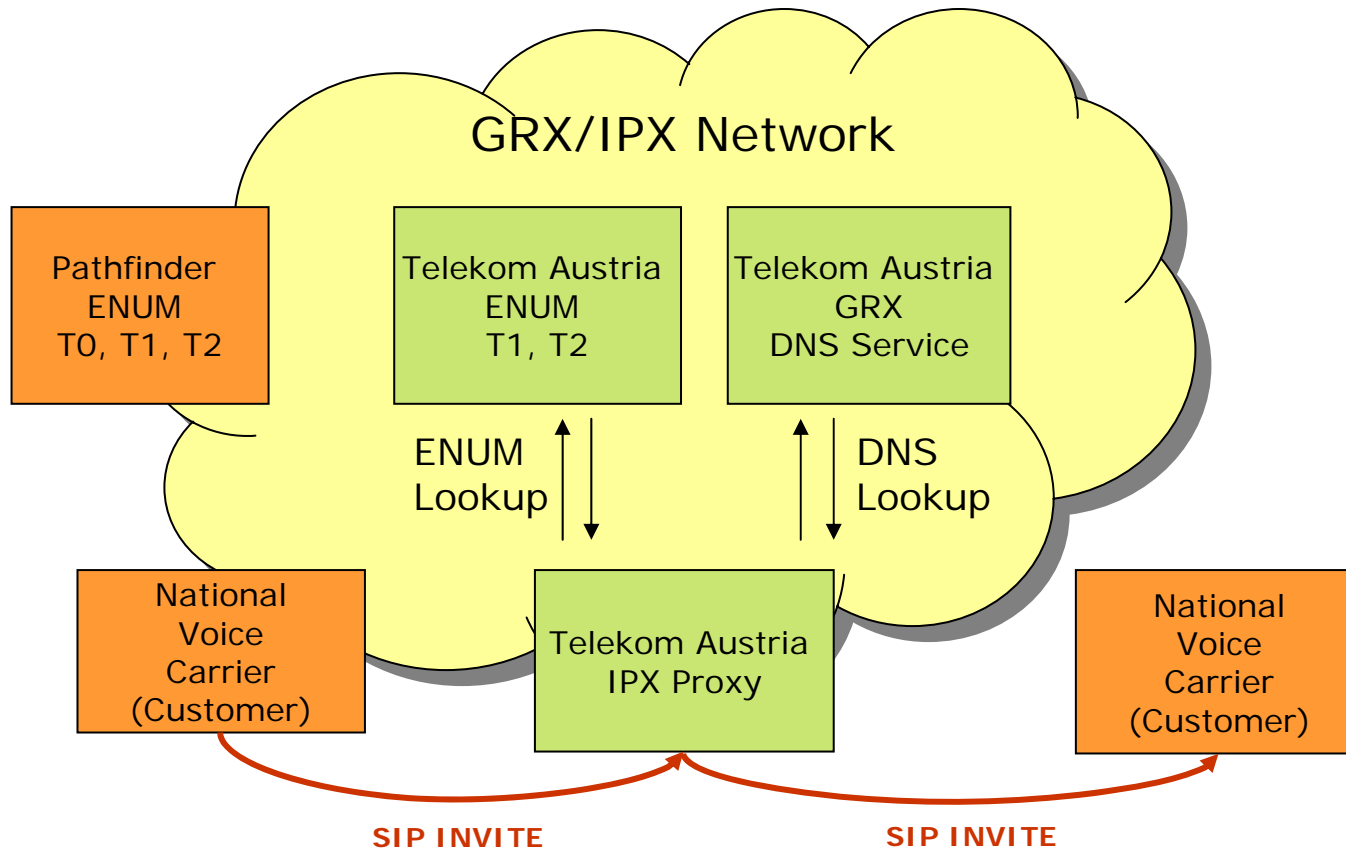 GRX/IPX Network
Pathfinder
ENUM
T0, T1, T2
Telekom Austria
ENUM
T1, T2
Telekom Austria
GRX
DNS Service
ENUM
Lookup
DNS
Lookup
National
Voice
Carrier
(Customer)
Telekom Austria
IPX Proxy
National
Voice
Carrier
(Customer)
SIP INVITE
SIP INVITE